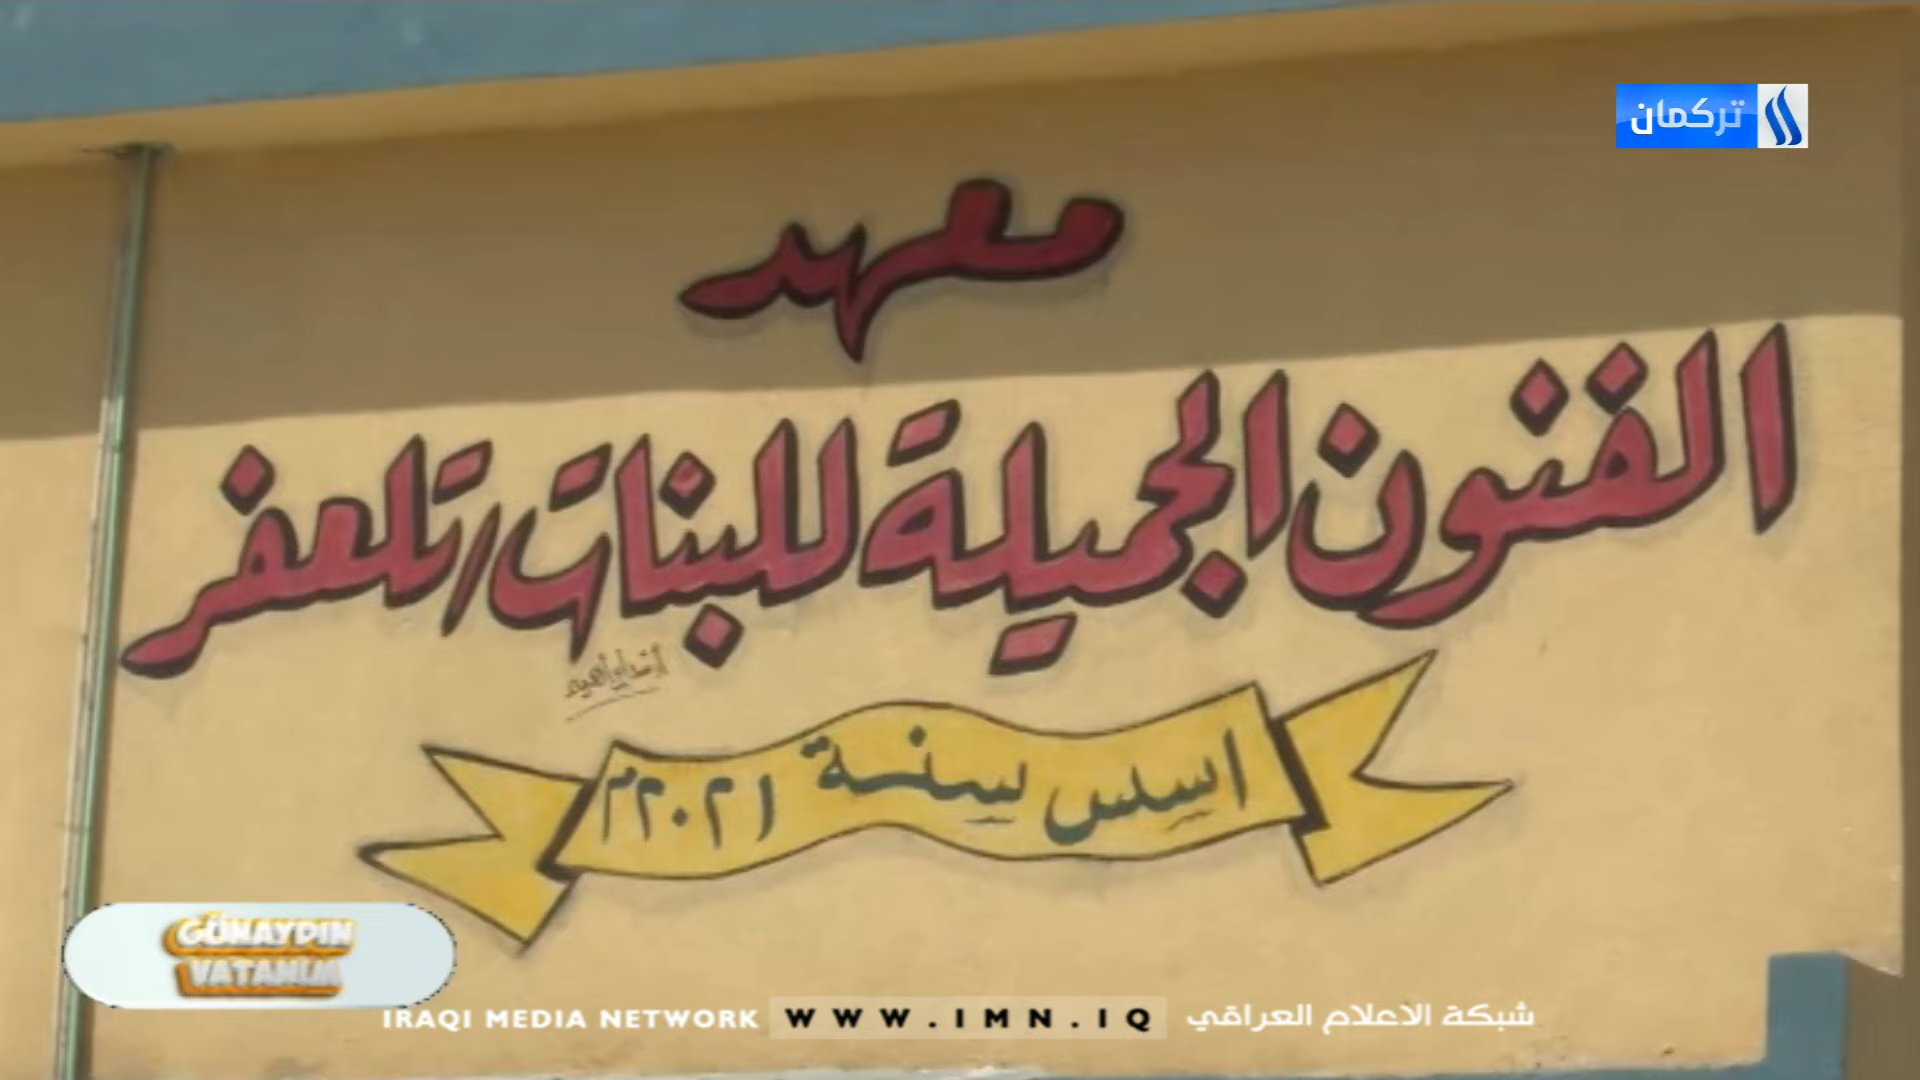 تركمان
معهد
الفنون الجميلة للبنات/تلعفر
اسس سنة ٢٠٢١م
GÜNAYDIN
VATANIM
IRAQI MEDIA NETWORK WWW.IMN.IQ شبكة الاعلام العراقي